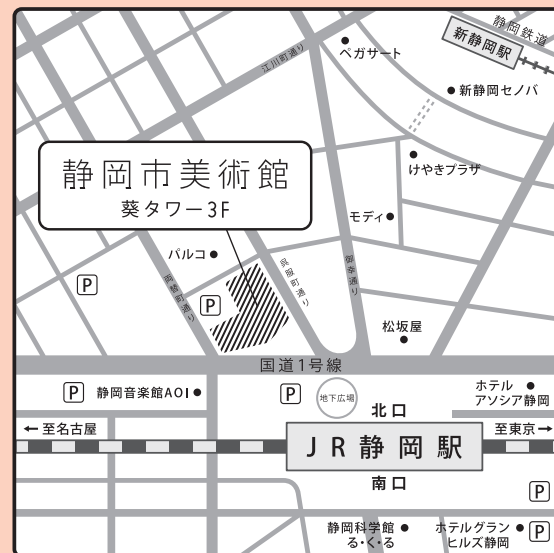 静岡鉄道
新静岡駅
ペガサート
江川町通り
新静岡セノバ
けやきプラザ
静岡市美術館
葵タワー3F
モディ
パルコ
呉服町通り
御幸通り
両替町通り
P
P
松坂屋
国道1号線
P
静岡音楽館AOI
P
地下広場
ホテル
アソシア静岡
北口
←至名古屋
JR静岡駅
至東京→
南口
P
静岡科学館
る・く・る
ホテルグラン
ヒルズ静岡
P